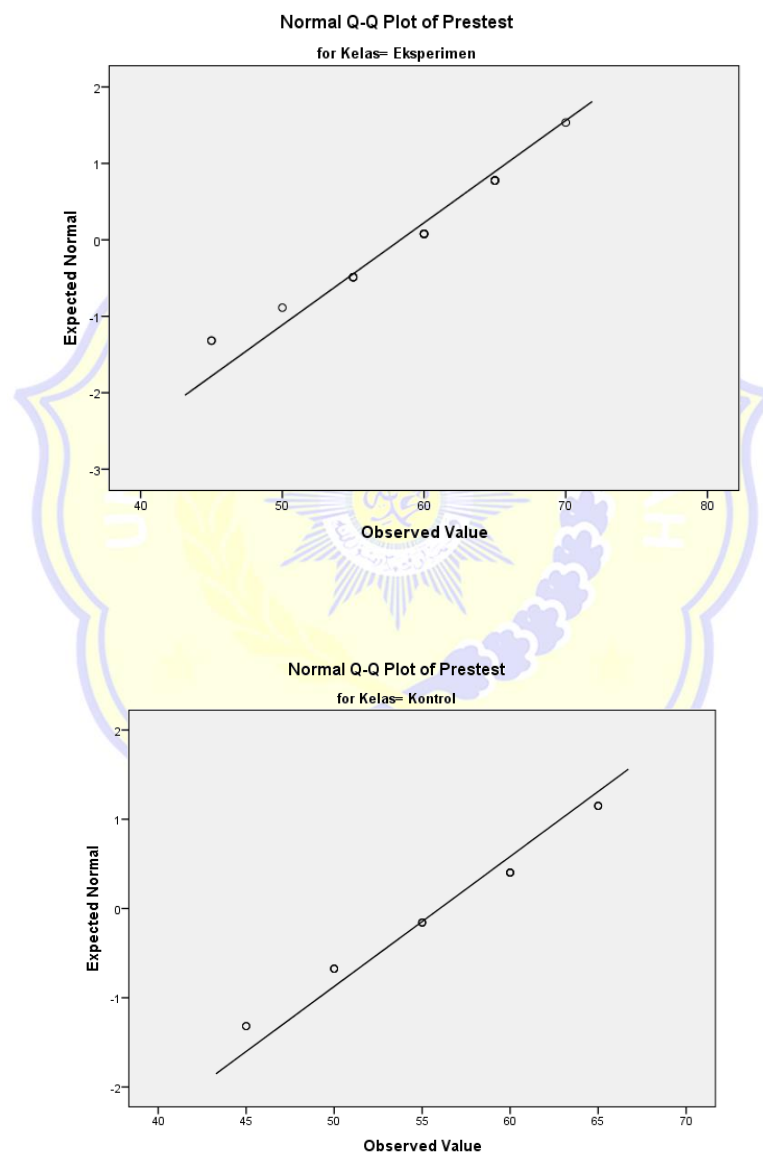 Normal Q-Q Plot of Prestest
for Kelas= Eksperimen
2
1
0
-1
-2
-3
Expected Normal
40
50
60
70
80
Observed Value
Normal Q-Q Plot of Prestest
for Kelas= Kontrol
2
1
0
-1
-2
Expected Normal
40
45
50
55
60
65
70
Observed Value